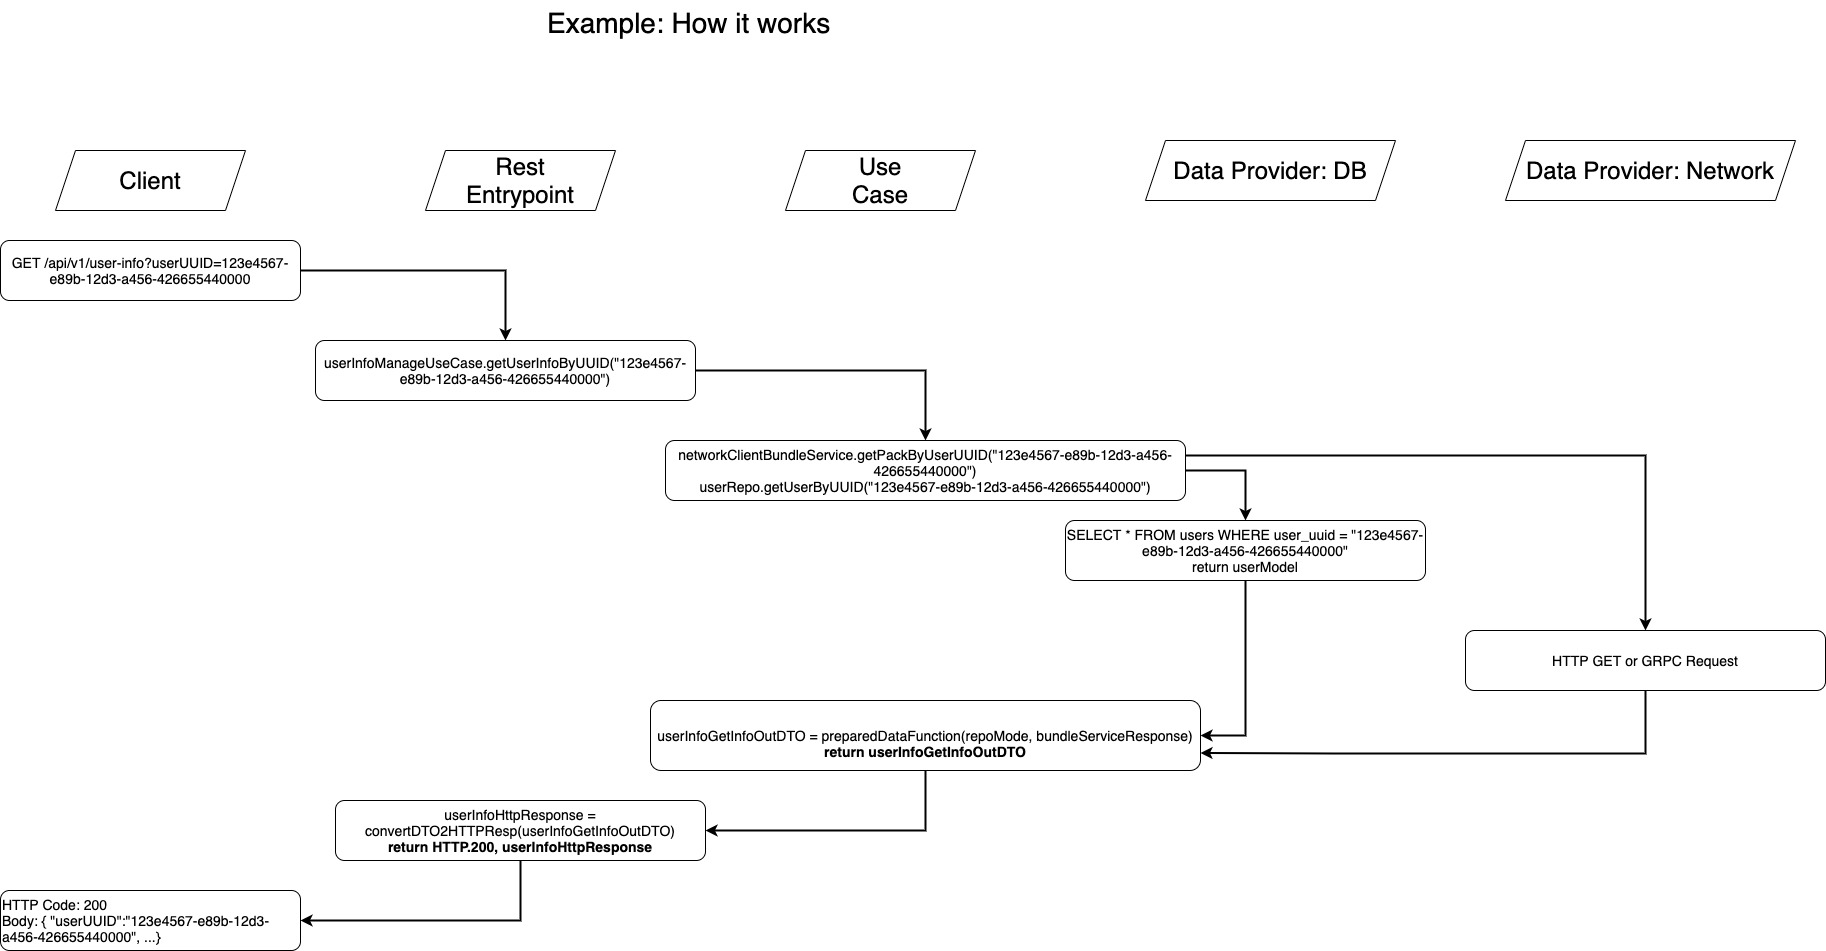 Example: How it works
Client
Rest
Entrypoint
Use
Case
Data Provider: DB
Data Provider: Network
GET /api/v1/user-info?userUUID=123e4567-
e89b-12d3-a456-426655440000
userInfoManageUseCase.getUserInfoByUUID("123e4567-
e89b-12d3-a456-426655440000")
networkClientBundleService.getPackByUserUUID("123e4567-e89b-12d3-a456-
426655440000")
userRepo.getUserByUUID("123e4567-e89b-12d3-a456-426655440000")
SELECT * FROM users WHERE user_uuid = "123e4567-
e89b-12d3-a456-426655440000"
return userModel
HTTP GET or GRPC Request
userInfoGetInfoOutDTO = preparedDataFunction(repoMode, bundleServiceResponse)
return userInfoGetInfoOutDTO
userInfoHttpResponse =
convertDTO2HTTPResp(userInfoGetInfoOutDTO)
return HTTP.200, userInfoHttpResponse
HTTP Code: 200
Body: { "userUUID":"123e4567-e89b-12d3-
a456-426655440000", ...}